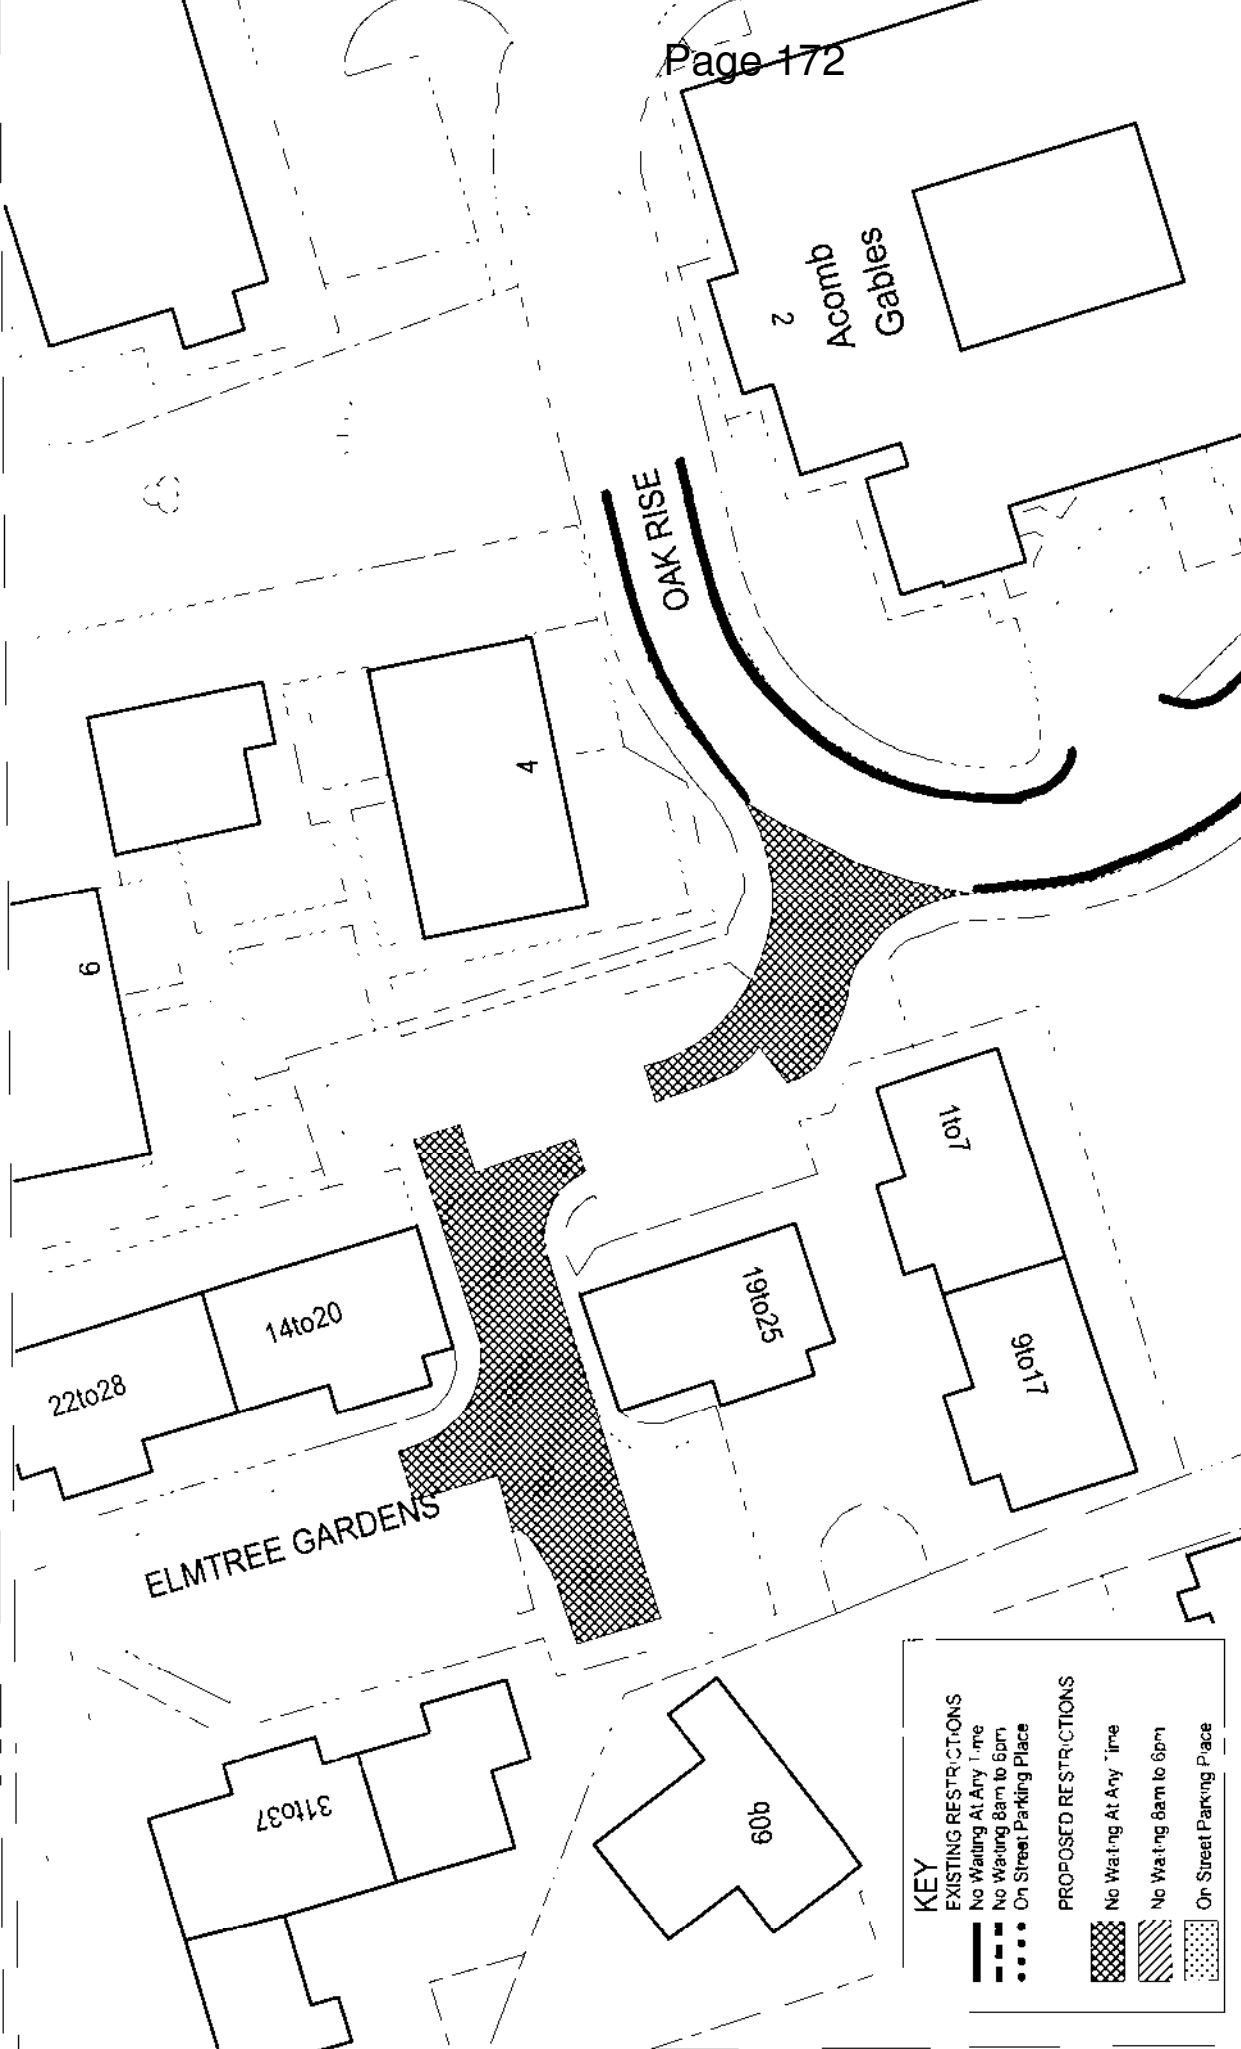 Page 172
Acomb
Gables
2
OAK RISE
4
6
1to7
14to20
19to25
22to28
9to17
ELMTREE GARDENS
31to37
60b
KEY
EXISTING RESTRICTIONS
No Waiting At Any Time
No Waiting 8am to 6pm
On Street Parking Place
PROPOSED RESTRICTIONS
No Waiting At Any Time
No Waiting 8am to 6pm
On Street Parking Place